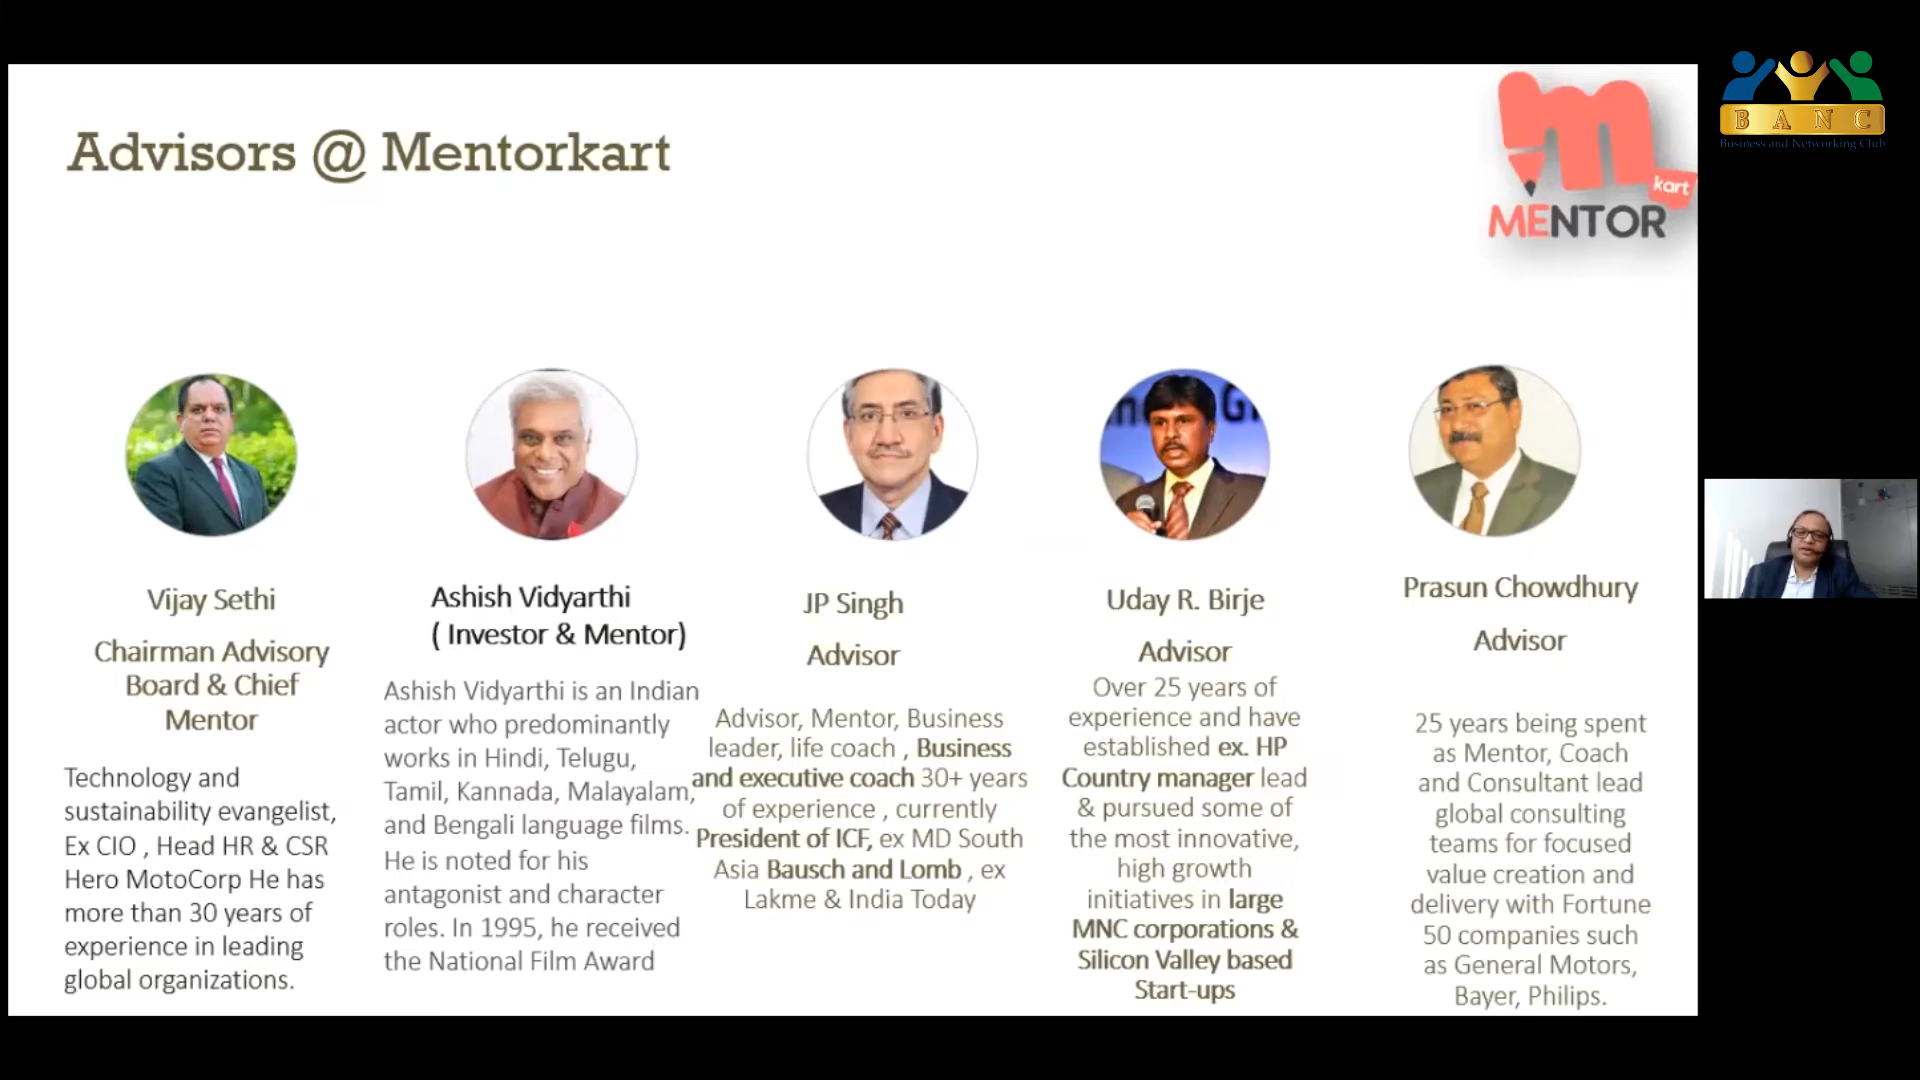 Advisors @ Mentorkart
kart
MENTOR
B A N C
Business and Networking Club
Vijay Sethi
Chairman Advisory
Board & Chief
Mentor
Technology and
sustainability evangelist,
Ex CIO , Head HR & CSR
Hero MotoCorp He has
more than 30 years of
experience in leading
global organizations.
Ashish Vidyarthi
( Investor & Mentor)
Ashish Vidyarthi is an Indian
actor who predominantly
works in Hindi, Telugu,
Tamil, Kannada, Malayalam,
and Bengali language films.
He is noted for his
antagonist and character
roles. In 1995, he received
the National Film Award
JP Singh
Advisor
Advisor, Mentor, Business
leader, life coach , Business
and executive coach 30+ years
of experience , currently
President of ICF, ex MD South
Asia Bausch and Lomb , ex
Lakme & India Today
Uday R. Birje
Advisor
Over 25 years of
experience and have
established ex. HP
Country manager lead
& pursued some of
the most innovative,
high growth
initiatives in large
MNC corporations &
Silicon Valley based
Start-ups
Prasun Chowdhury
Advisor
25 years being spent
as Mentor, Coach
and Consultant lead
global consulting
teams for focused
value creation and
delivery with Fortune
50 companies such
as General Motors,
Bayer, Philips.